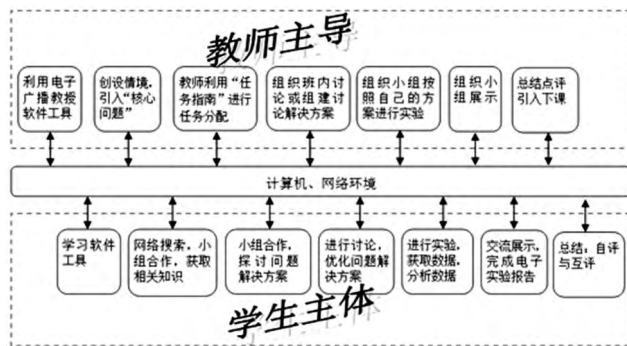 教师主导
利用电子
广播教授
软件工具
创设情境，
引入“核心
问题”
教师利用“任
务指南”进行
任务分配
组织班内讨
论或组建讨
论解决方案
组织小组按
照自己的方
案进行实验
组织小
组展示
总结点评
引入下课
计算机、网络环境
学习软件
工具
网络搜索，小
组合作，获取
相关知识
小组合作，
探讨问题
解决方案
进行讨论，
优化问题解
决方案
进行实验，
获取数据，
分析数据
交流展示，
完成电子
实验报告
总结：自评
与互评
学生主体